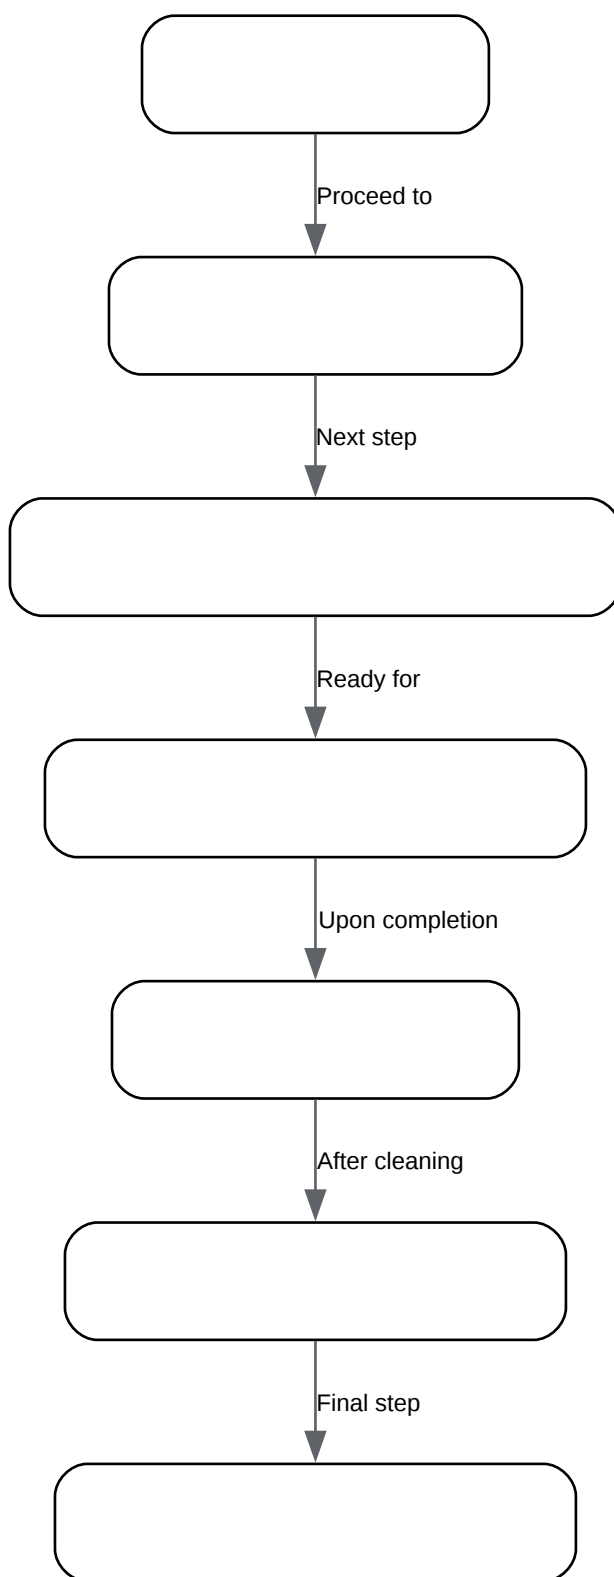 Proceed to
Next step
Ready for
Upon completion
After cleaning
Final step